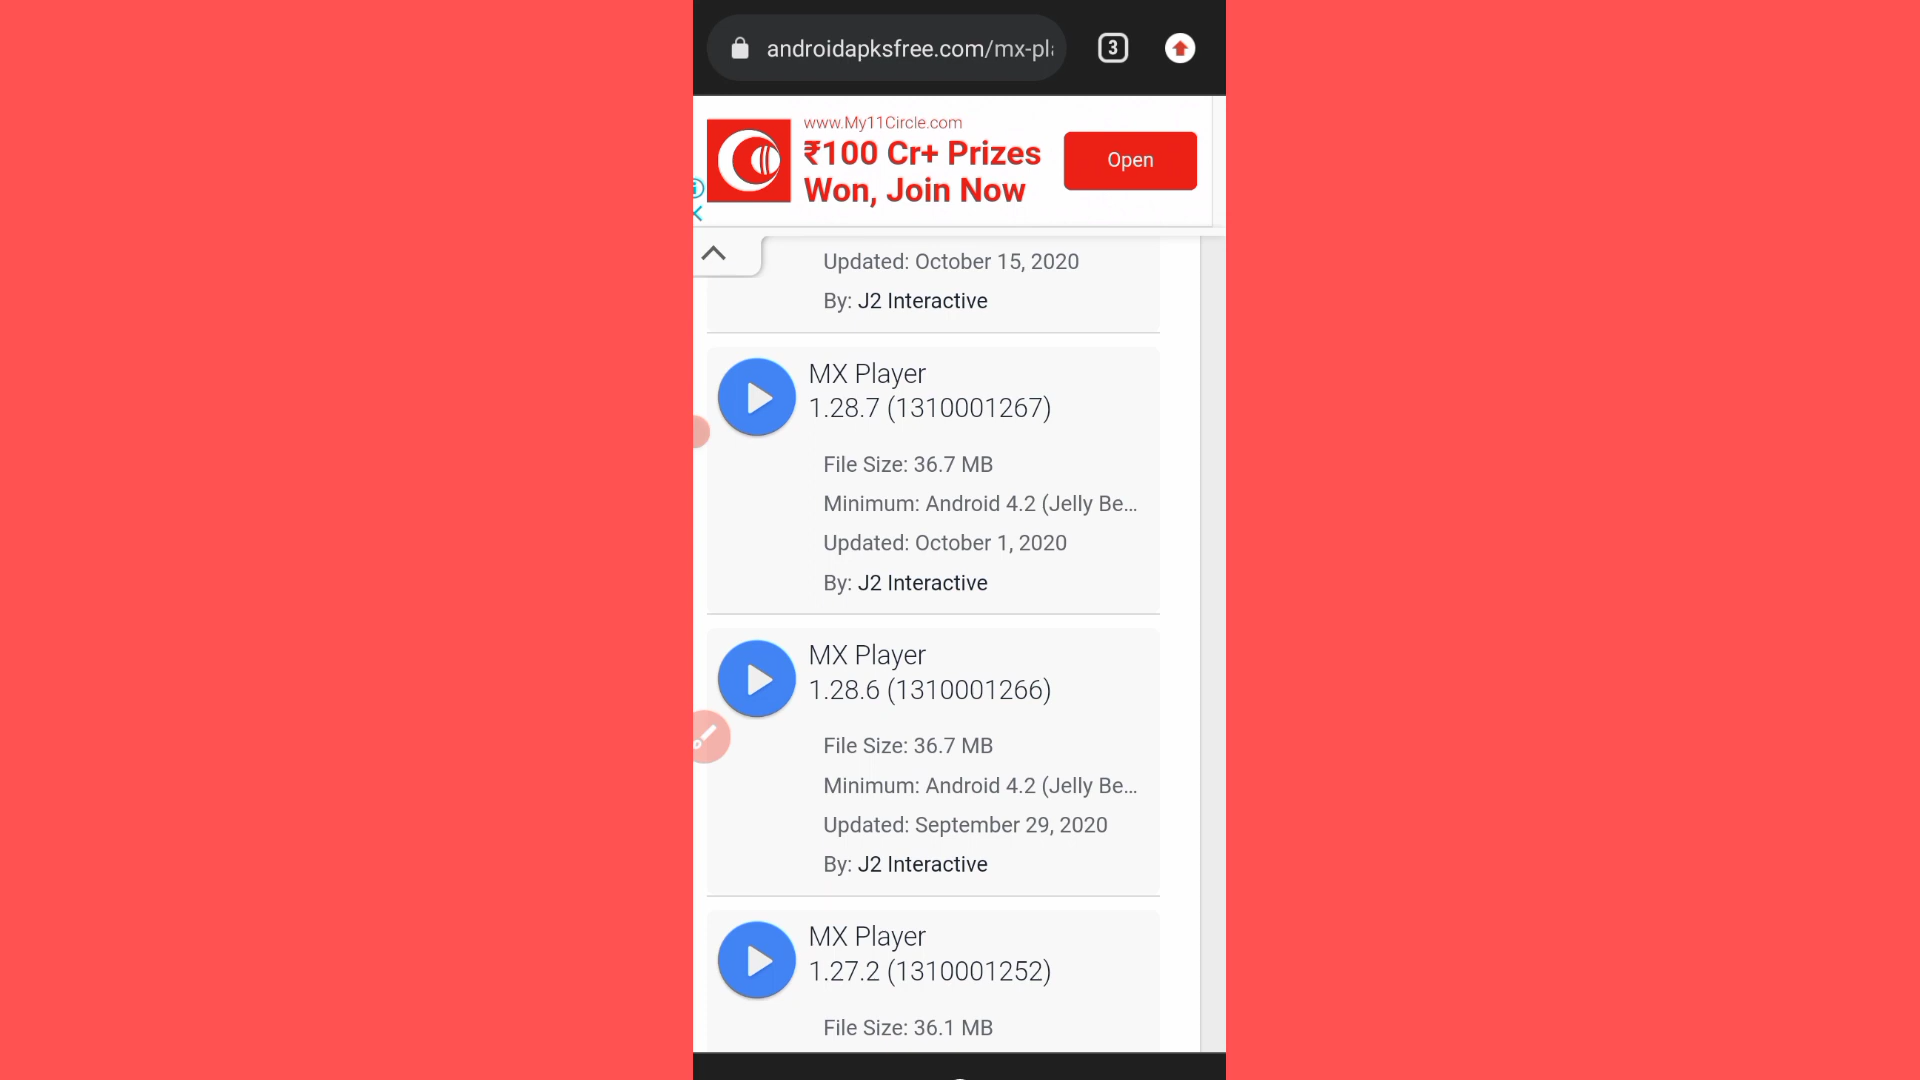 androidapksfree.com/mx-pl
3
www.My11Circle.com
₹100 Cr+ Prizes
Won, Join Now
Open
Updated: October 15, 2020
By: J2 Interactive
MX Player
1.28.7 (1310001267)
File Size: 36.7 MB
Minimum: Android 4.2 (Jelly Be...
Updated: October 1, 2020
By: J2 Interactive
MX Player
1.28.6 (1310001266)
File Size: 36.7 MB
Minimum: Android 4.2 (Jelly Be...
Updated: September 29, 2020
By: J2 Interactive
MX Player
1.27.2 (1310001252)
File Size: 36.1 MB